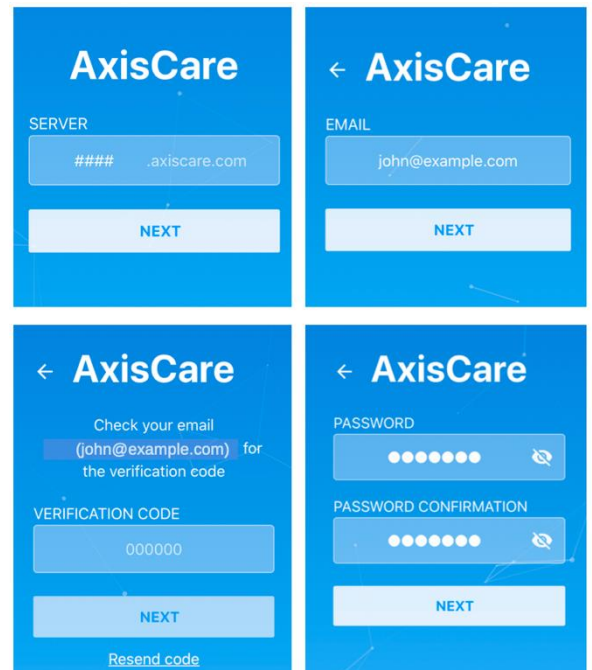 AxisCare
SERVER
#### .axiscare.com
NEXT
← AxisCare
EMAIL
john@example.com
NEXT
← AxisCare
Check your email
(john@example.com) for
the verification code
VERIFICATION CODE
000000
NEXT
Resend code
← AxisCare
PASSWORD
●●●●●●●
PASSWORD CONFIRMATION
●●●●●●●
NEXT